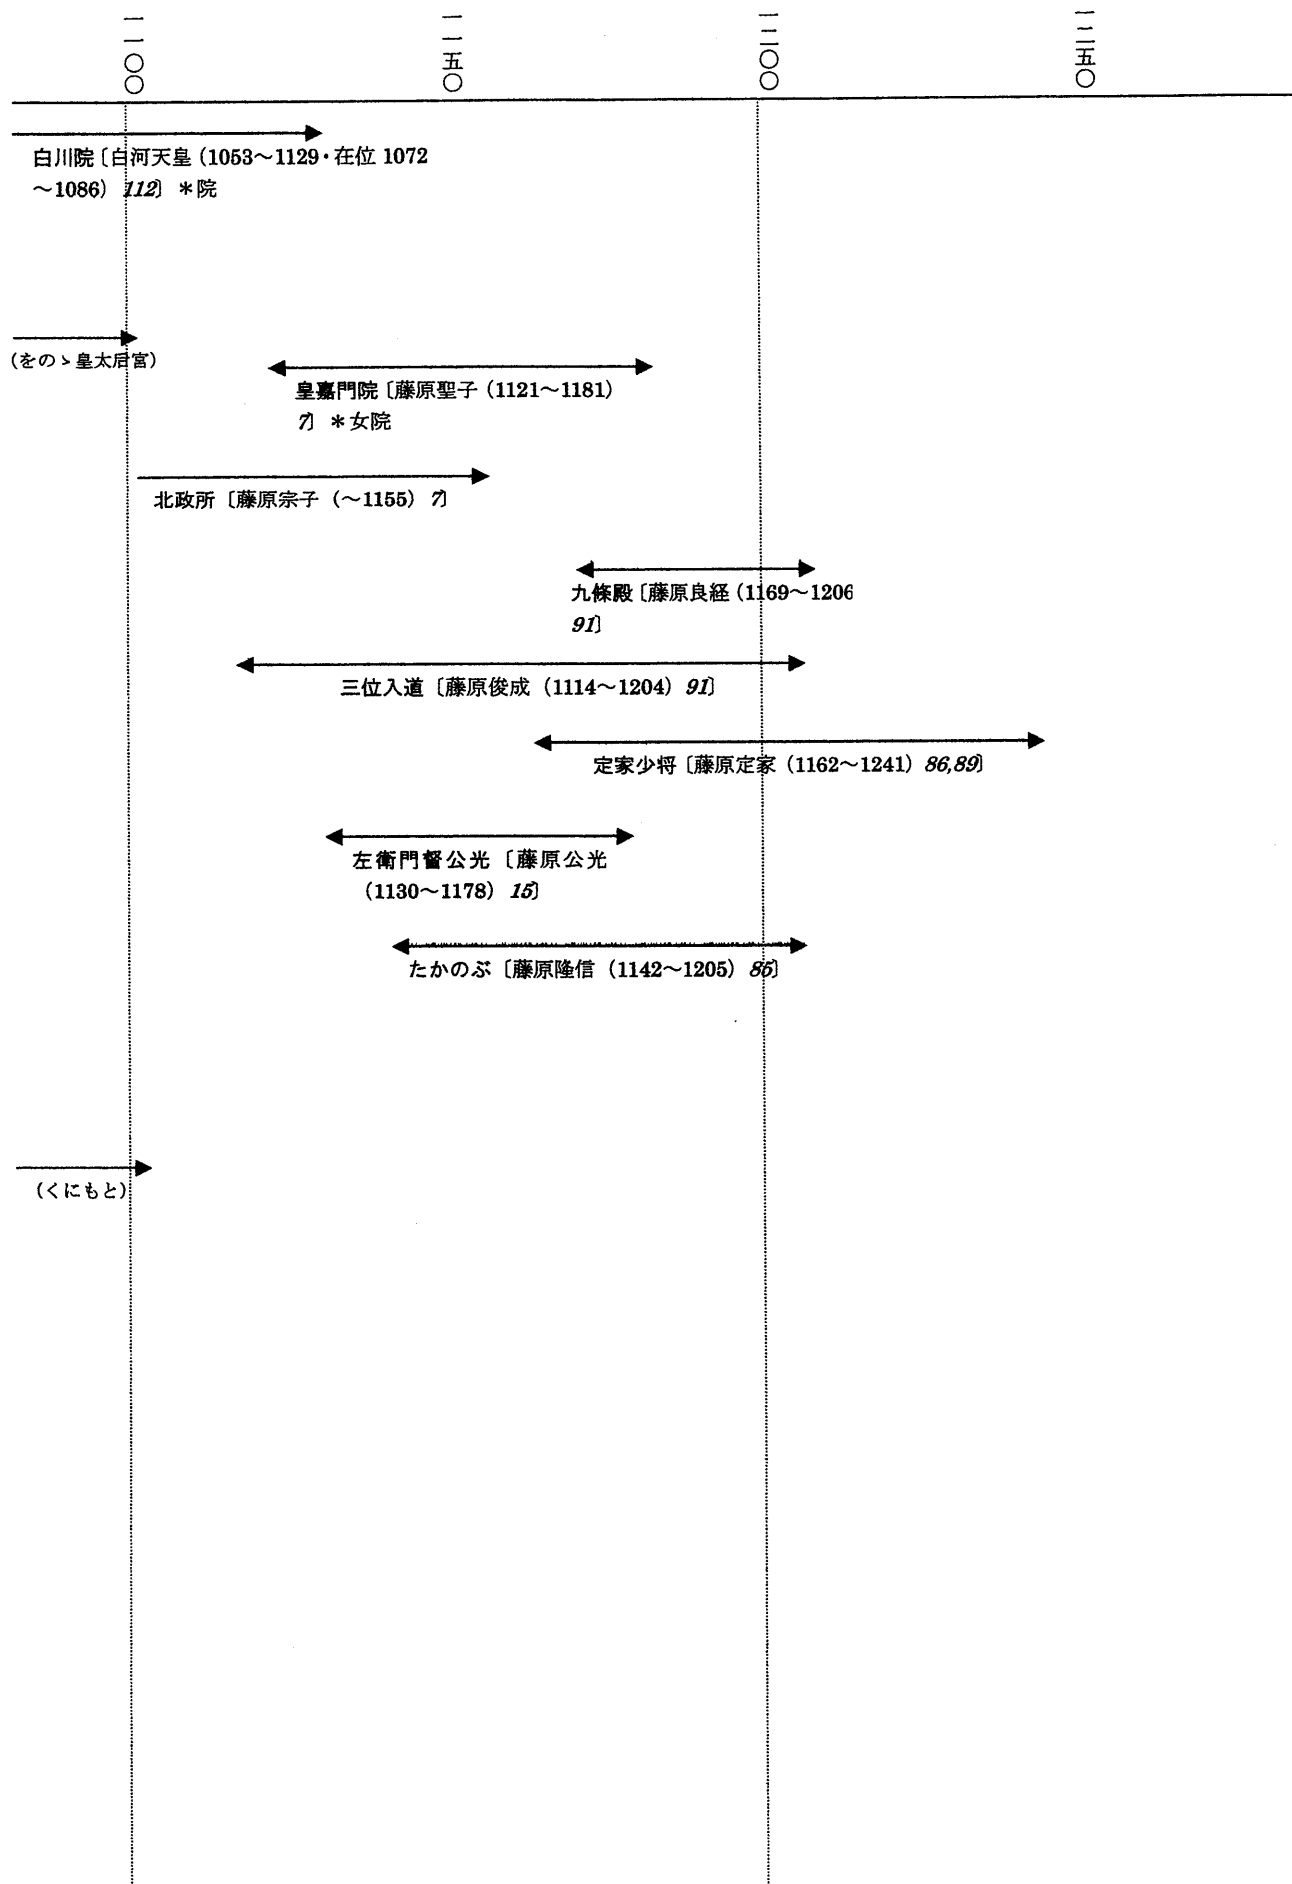 一一〇〇
一一五〇
一二〇〇
一二五〇
白川院〔白河天皇（1053～1129・在位 1072
～1086）112〕＊院
（をのゝ皇太后宮）
皇嘉門院〔藤原聖子（1121～1181）
7〕＊女院
北政所〔藤原宗子（～1155）7〕
九條殿〔藤原良経（1169～1206
91〕
三位入道〔藤原俊成（1114～1204）91〕
定家少将〔藤原定家（1162～1241）86,89〕
左衛門督公光〔藤原公光
（1130～1178）15〕
たかのぶ〔藤原隆信（1142～1205）85〕
（くにもと）